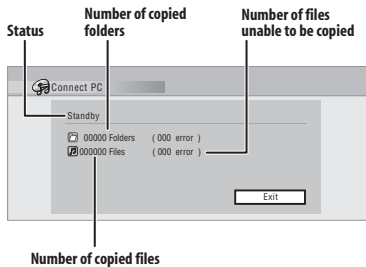 Number of copied
folders
Number of files
unable to be copied
Status
Connect PC
Standby
00000 Folders ( 000 error )
000000 Files ( 000 error )
Exit
Number of copied files